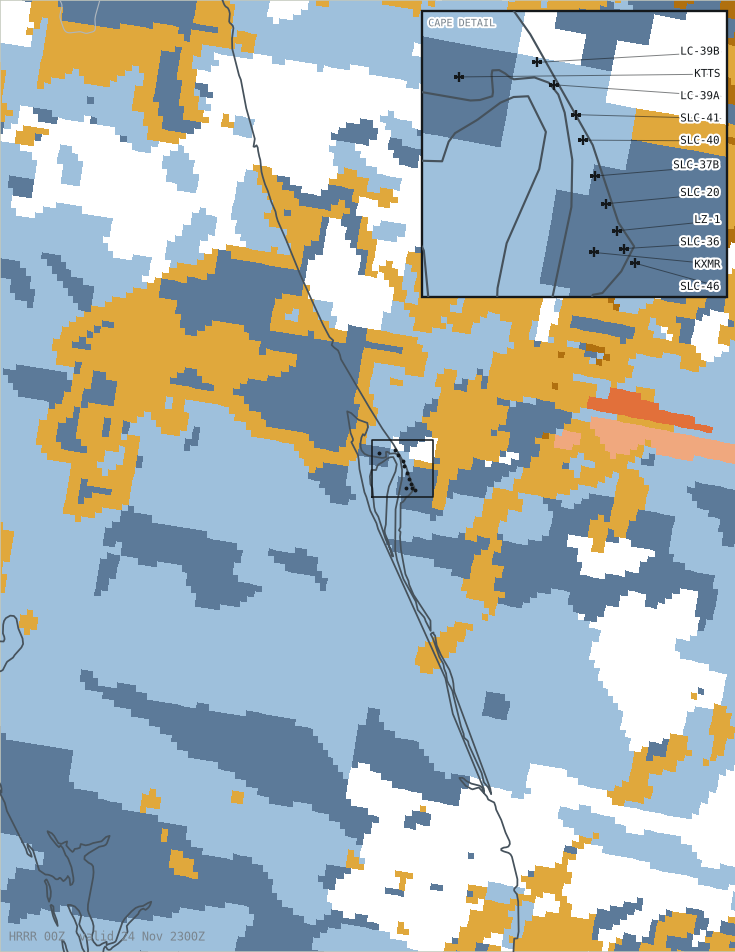 CAPE DETAIL
LC-39B
KTTS
LC-39A
SLC-41
SLC-40
SLC-37B
SLC-20
LZ-1
SLC-36
KXMR
SLC-46
HRRR 00Z, valid 24 Nov 2300Z